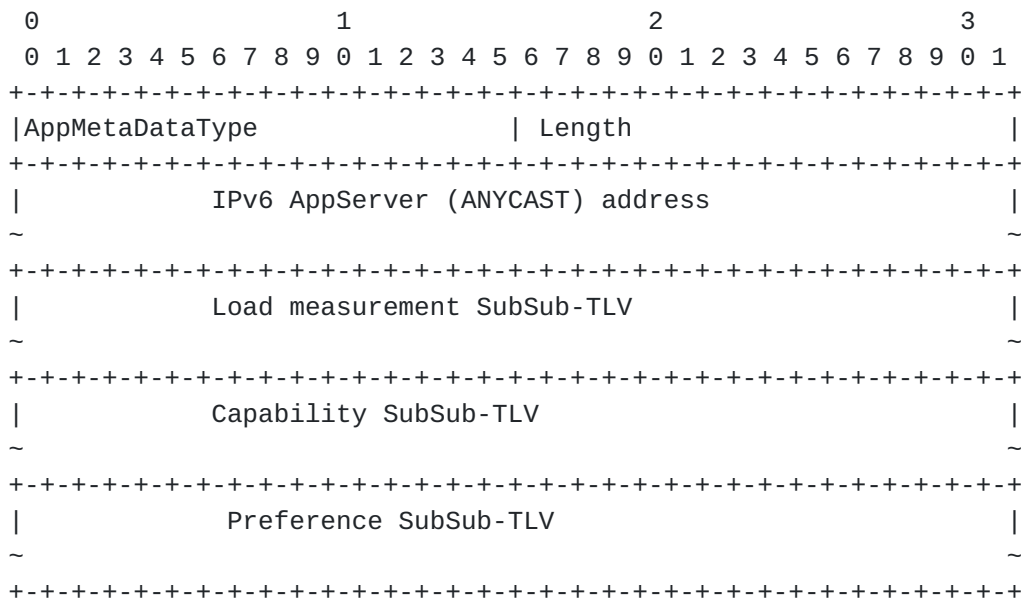 0                   1                   2                   3
 0 1 2 3 4 5 6 7 8 9 0 1 2 3 4 5 6 7 8 9 0 1 2 3 4 5 6 7 8 9 0 1
+-+-+-+-+-+-+-+-+-+-+-+-+-+-+-+-+-+-+-+-+-+-+-+-+-+-+-+-+-+-+-+-+
|AppMetaDataType                | Length                        |
+-+-+-+-+-+-+-+-+-+-+-+-+-+-+-+-+-+-+-+-+-+-+-+-+-+-+-+-+-+-+-+-+
|            IPv6 AppServer (ANYCAST) address                   |
~                                                               ~
+-+-+-+-+-+-+-+-+-+-+-+-+-+-+-+-+-+-+-+-+-+-+-+-+-+-+-+-+-+-+-+-+
|            Load measurement SubSub-TLV                        |
~                                                               ~
+-+-+-+-+-+-+-+-+-+-+-+-+-+-+-+-+-+-+-+-+-+-+-+-+-+-+-+-+-+-+-+-+
|            Capability SubSub-TLV                              |
~                                                               ~
+-+-+-+-+-+-+-+-+-+-+-+-+-+-+-+-+-+-+-+-+-+-+-+-+-+-+-+-+-+-+-+-+
|             Preference SubSub-TLV                             |
~                                                               ~
+-+-+-+-+-+-+-+-+-+-+-+-+-+-+-+-+-+-+-+-+-+-+-+-+-+-+-+-+-+-+-+-+